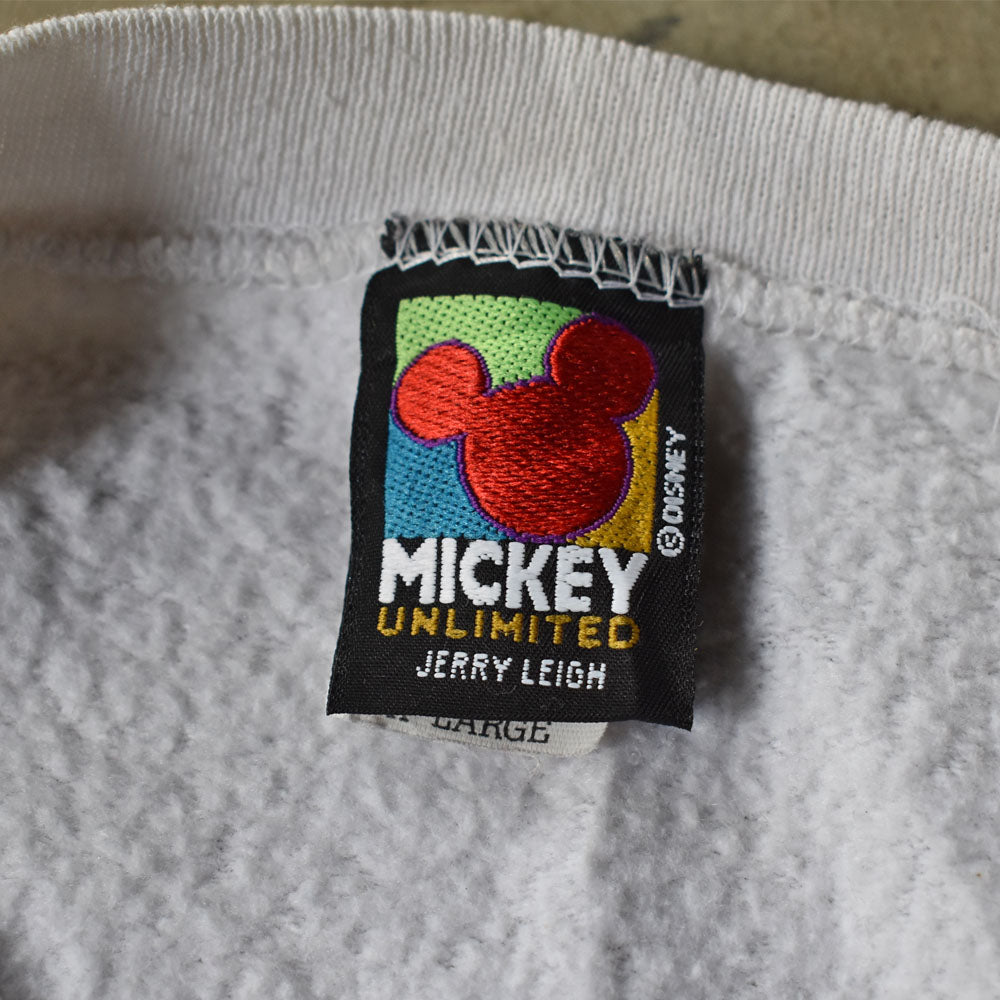 © DISNEY
MICKEY
UNLIMITED
JERRY LEIGH
LARGE